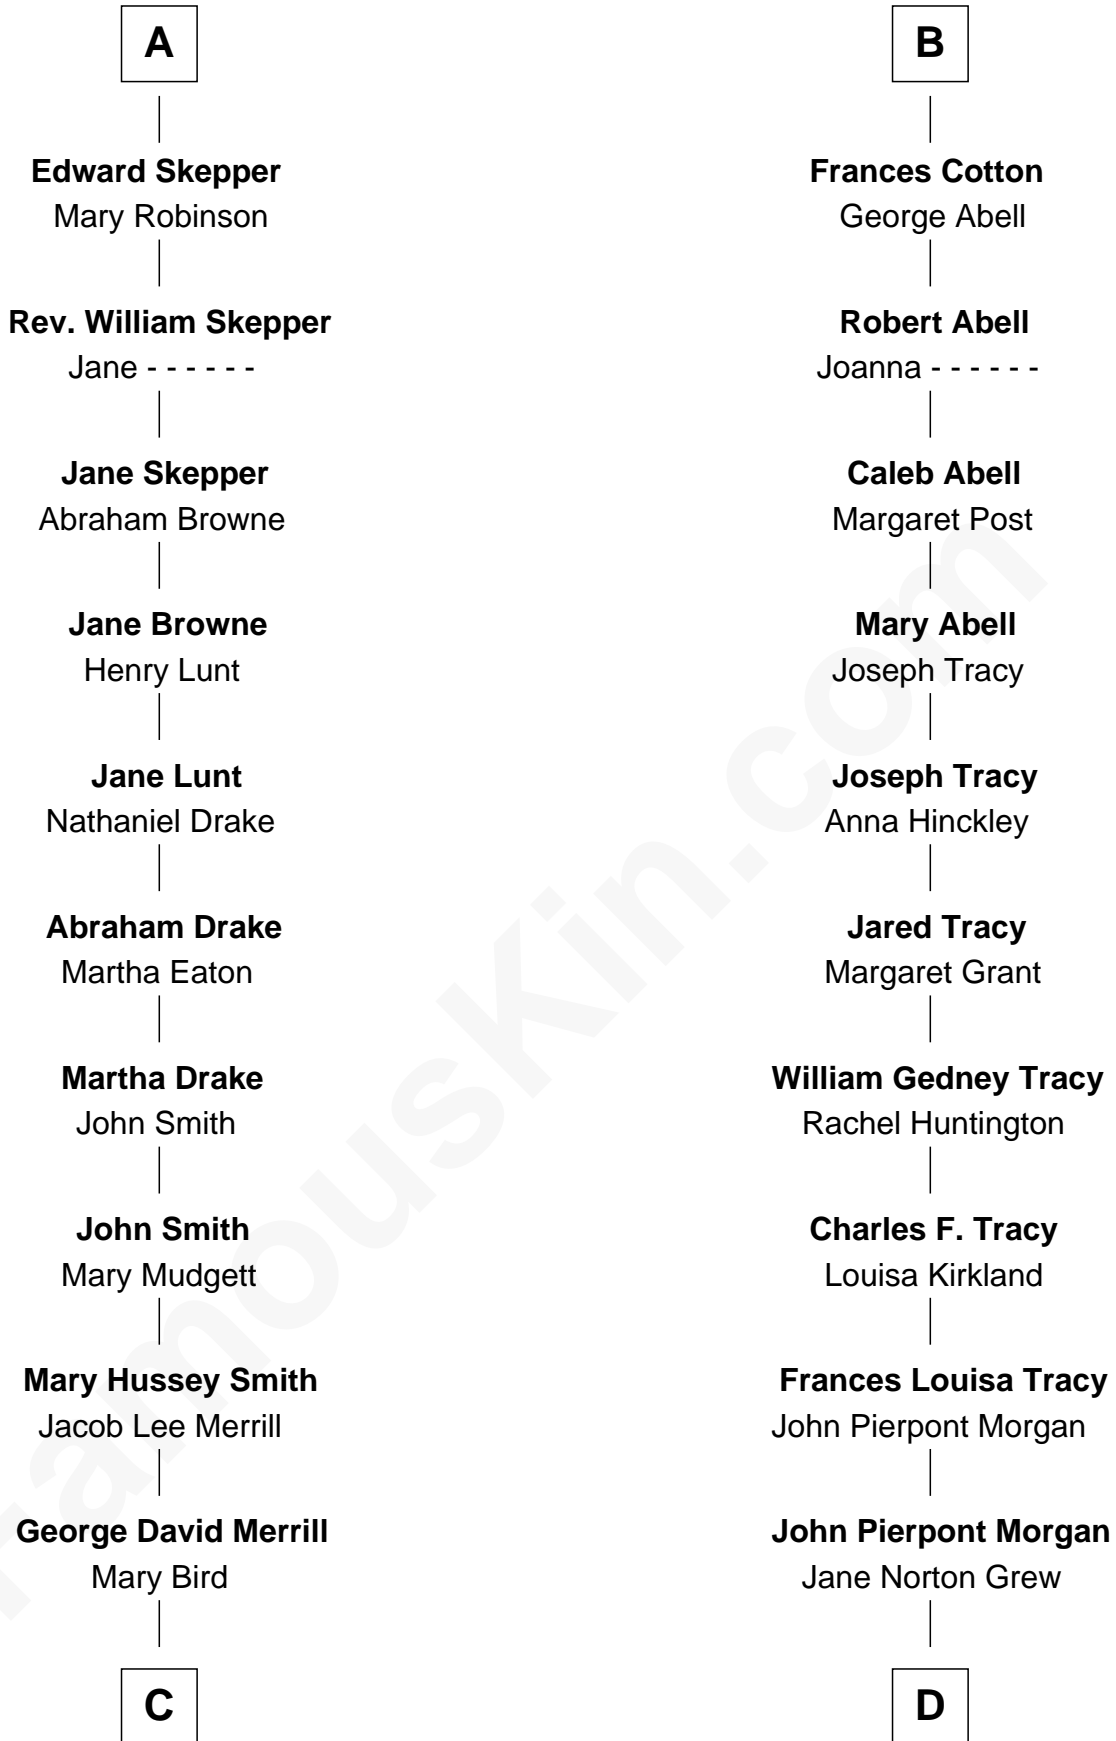 A
Edward Skepper
Mary Robinson
Rev. William Skepper
Jane - - - - - -
Jane Skepper
Abraham Browne
Jane Browne
Henry Lunt
Jane Lunt
Nathaniel Drake
Abraham Drake
Martha Eaton
Martha Drake
John Smith
John Smith
Mary Mudgett
Mary Hussey Smith
Jacob Lee Merrill
George David Merrill
Mary Bird
C
B
Frances Cotton
George Abell
Robert Abell
Joanna - - - - - -
Caleb Abell
Margaret Post
Mary Abell
Joseph Tracy
Joseph Tracy
Anna Hinckley
Jared Tracy
Margaret Grant
William Gedney Tracy
Rachel Huntington
Charles F. Tracy
Louisa Kirkland
Frances Louisa Tracy
John Pierpont Morgan
John Pierpont Morgan
Jane Norton Grew
D
FamousKin.com